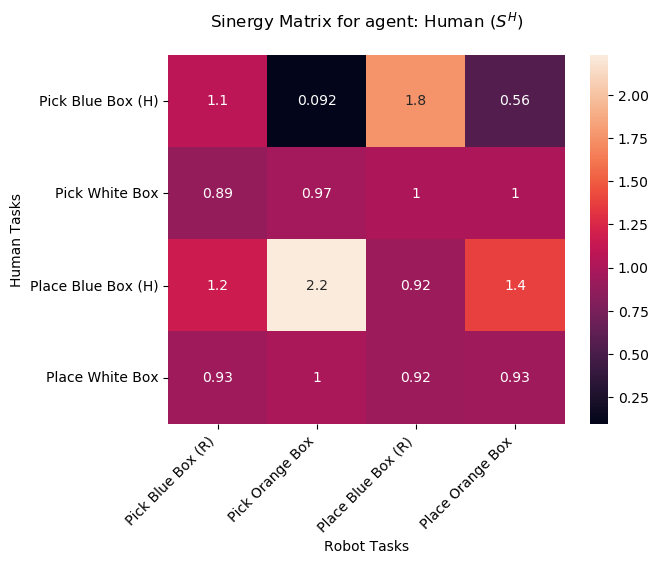 Sinergy Matrix for agent: Human (S^H)
Human Tasks
Pick Blue Box (H) 1.1 0.092 1.8 0.56
Pick White Box 0.89 0.97 1 1
Place Blue Box (H) 1.2 2.2 0.92 1.4
Place White Box 0.93 1 0.92 0.93
Pick Blue Box (R)
Pick Orange Box
Place Blue Box (R)
Place Orange Box
Robot Tasks
2.00
1.75
1.50
1.25
1.00
0.75
0.50
0.25